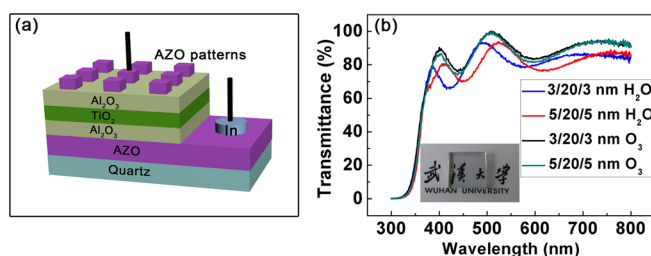 (a)
AZO patterns
Al₂O₃
TiO₂
Al₂O₃
In
AZO
Quartz
(b)
Transmittance (%)
100
80
60
40
20
0
3/20/3 nm H₂O
5/20/5 nm H₂O
3/20/3 nm O₃
5/20/5 nm O₃
武漢大學
WUHAN UNIVERSITY
300 400 500 600 700 800
Wavelength (nm)